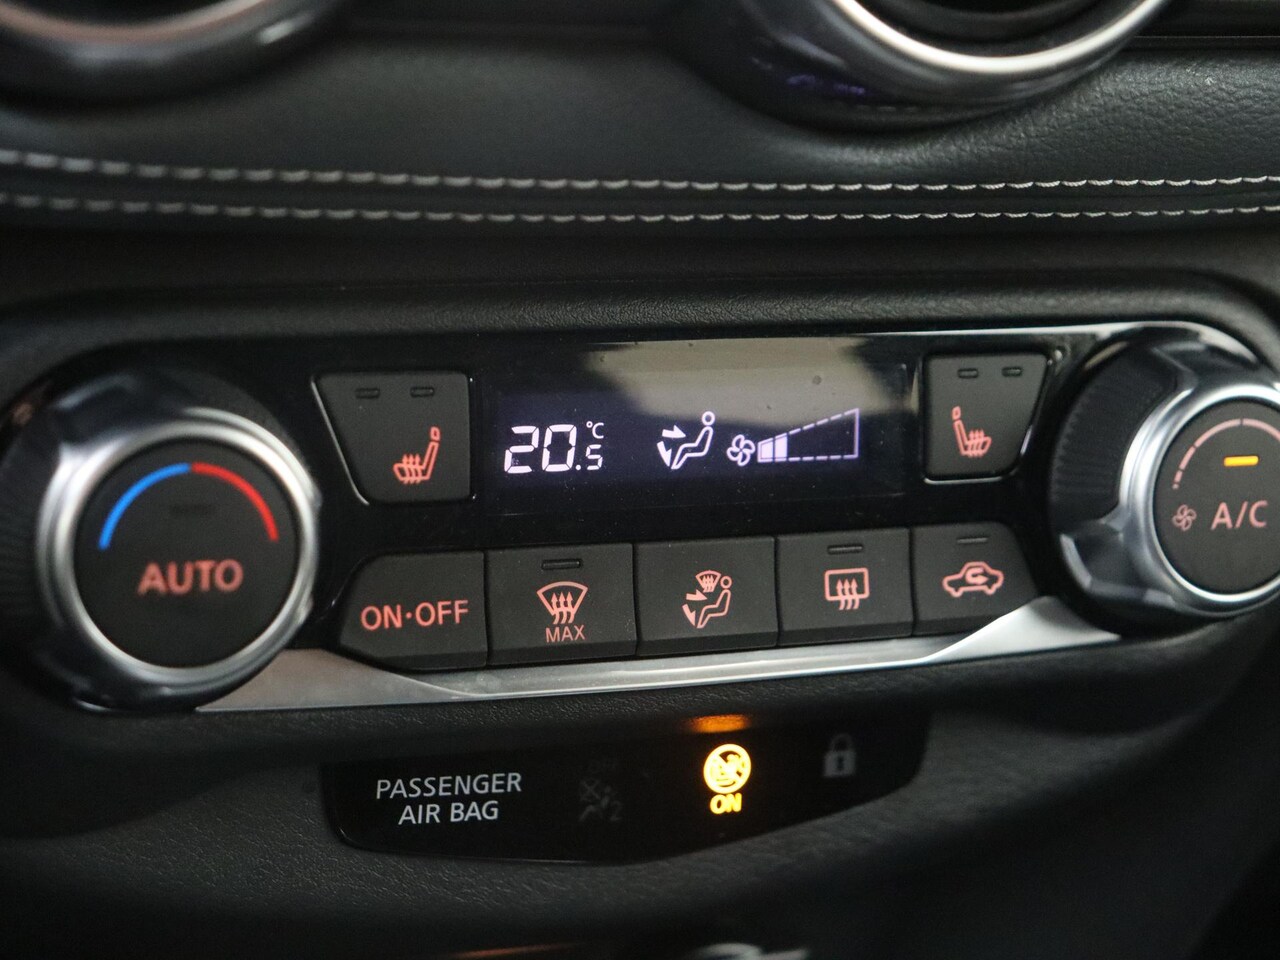 20.5 °C
AUTO
A/C
ON·OFF
MAX
PASSENGER
AIR BAG
ON